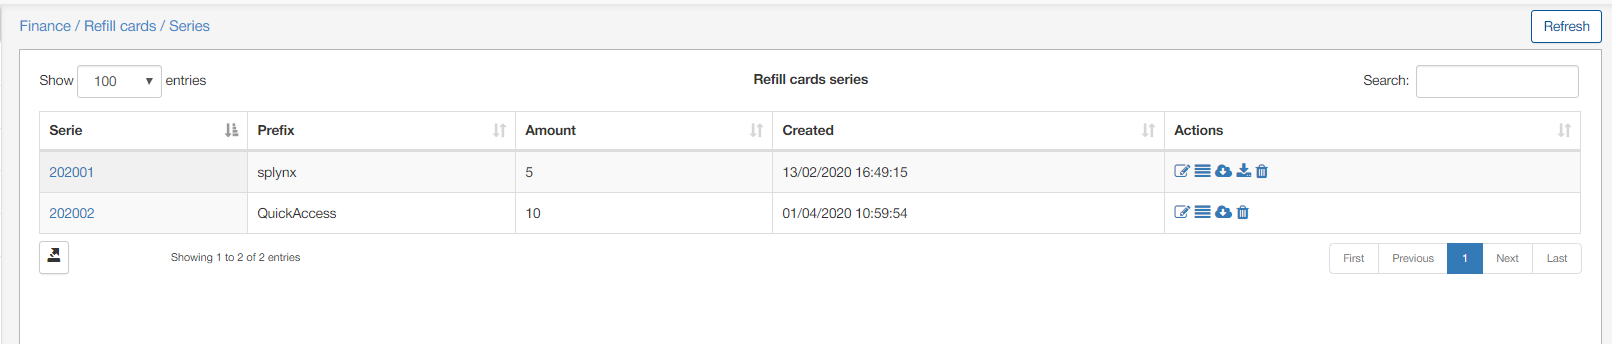 Finance / Refill cards / Series
Refresh
Show 100 entries
Refill cards series
Search:
Serie Prefix Amount Created Actions
202001 splynx 5 13/02/2020 16:49:15
202002 QuickAccess 10 01/04/2020 10:59:54
Showing 1 to 2 of 2 entries
First Previous 1 Next Last